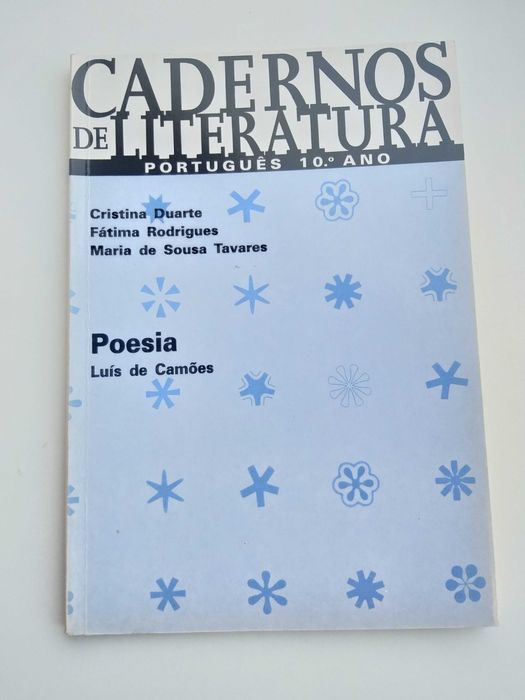 CADERNOS
DE LITERATURA
PORTUGUÊS 10.º ANO
Cristina Duarte
Fátima Rodrigues
Maria de Sousa Tavares
Poesia
Luís de Camões